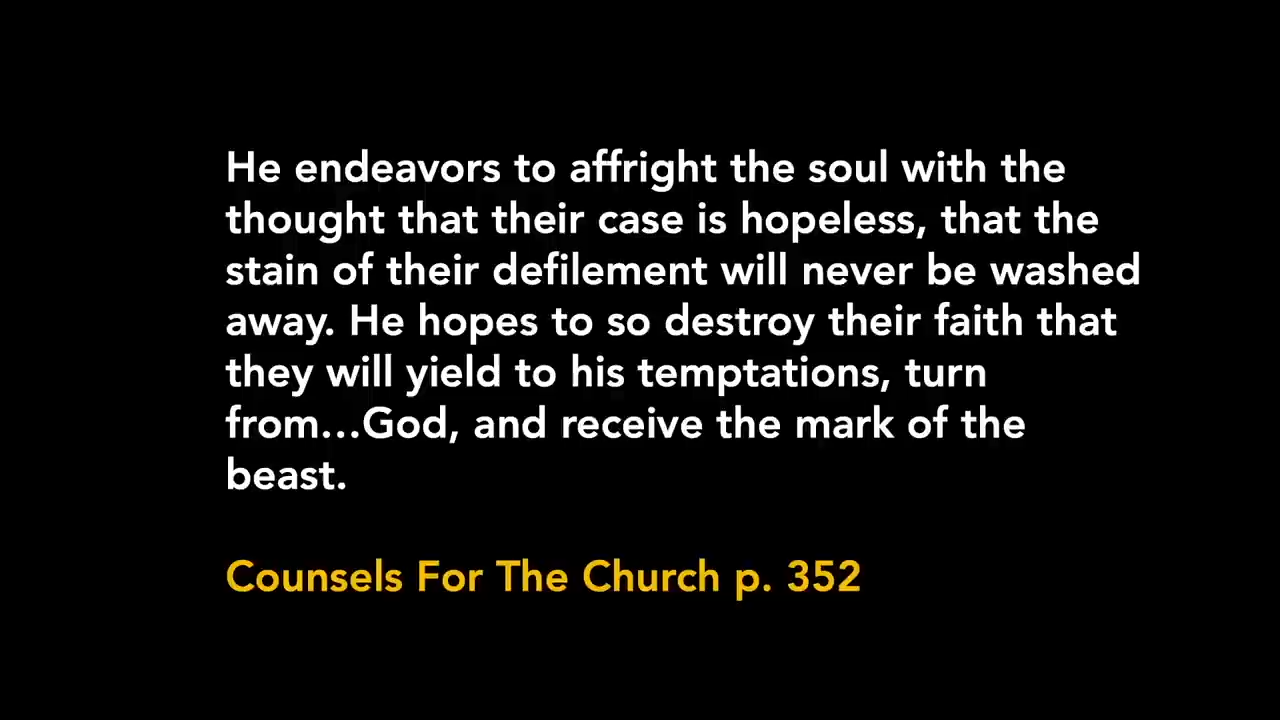 He endeavors to affright the soul with the
thought that their case is hopeless, that the
stain of their defilement will never be washed
away. He hopes to so destroy their faith that
they will yield to his temptations, turn
from...God, and receive the mark of the
beast.
Counsels For The Church p. 352